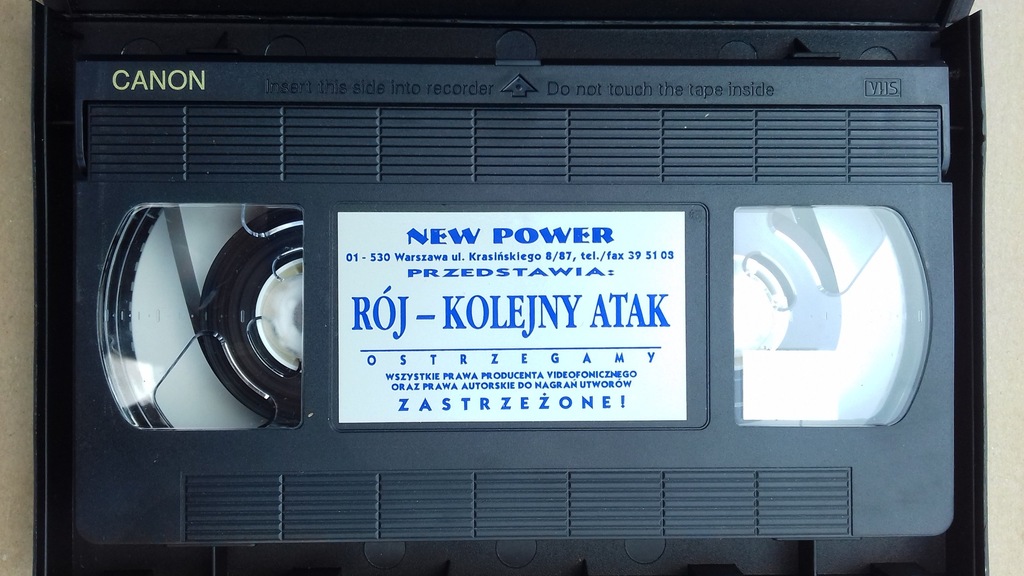 CANON
Insert this side into recorder Do not touch the tape inside
VHS
NEW POWER
01 - 530 Warszawa ul. Krasińskiego 8/87, tel./fax 39 51 03
PRZEDSTAWIA:
RÓJ – KOLEJNY ATAK
OSTRZEGAMY
WSZYSTKIE PRAWA PRODUCENTA VIDEOFONICZNEGO
ORAZ PRAWA AUTORSKIE DO NAGRAŃ UTWORÓW
ZASTRZEŻONE!